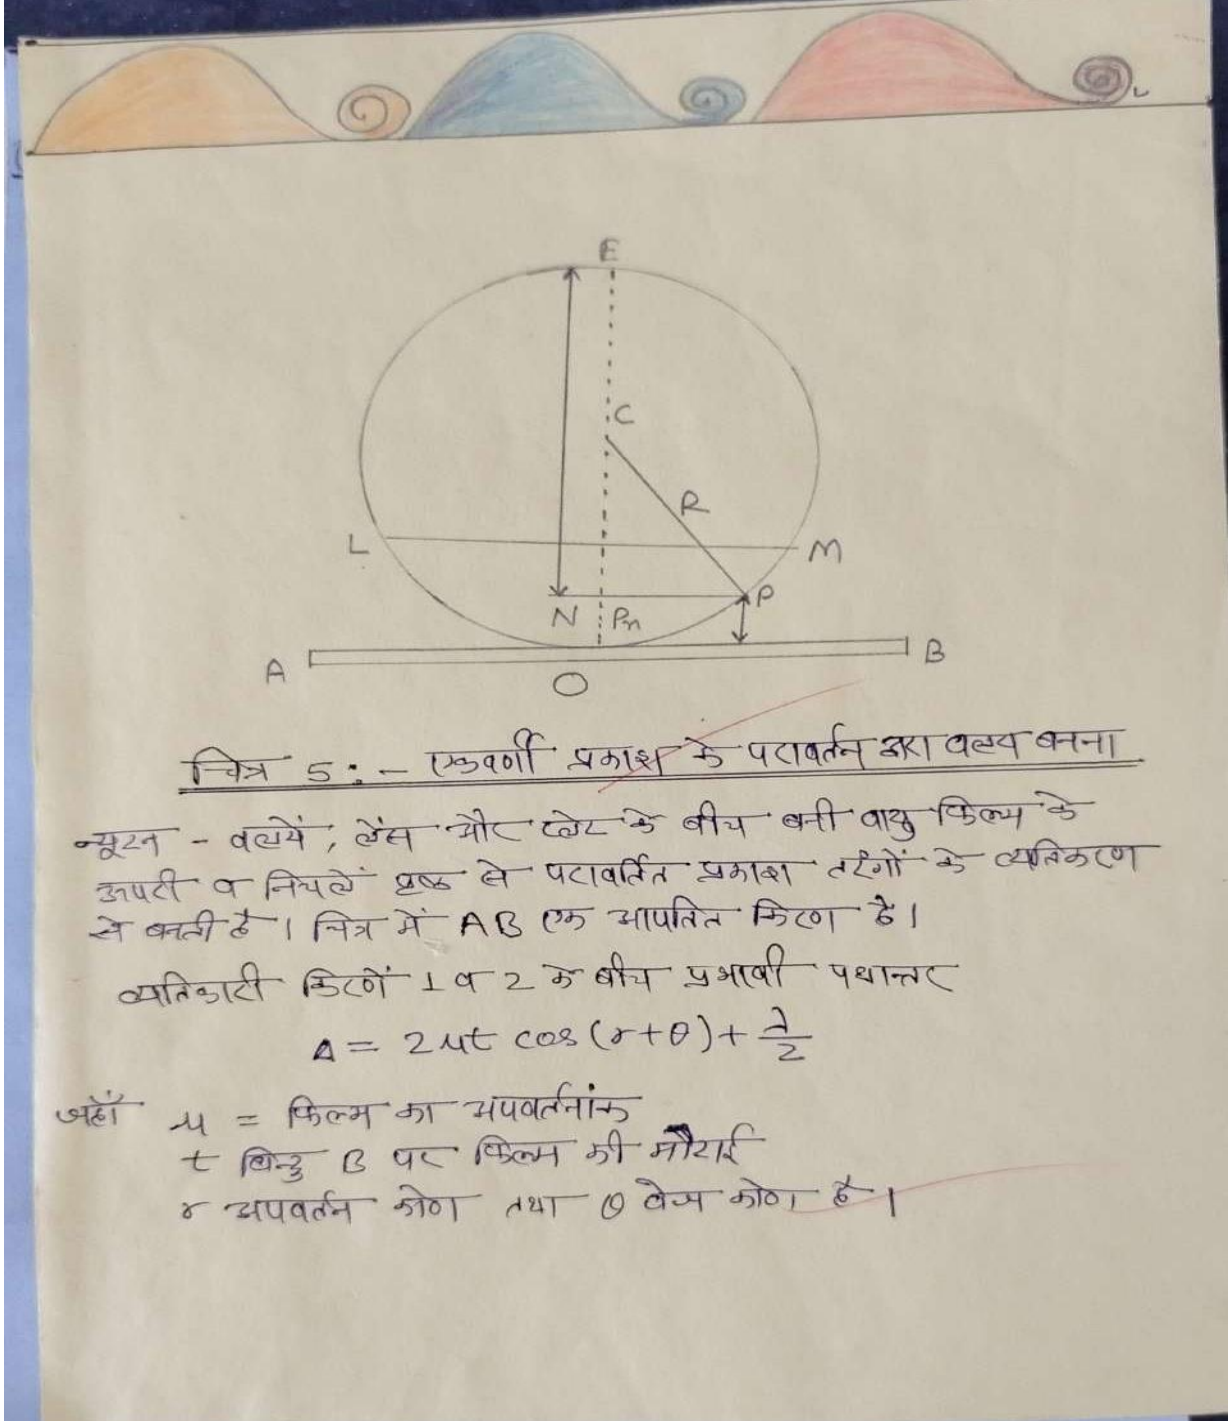 E
C
R
L
M
N
Pn
P
A
B
O
चित्र 5:- एकवर्णी प्रकाश के परावर्तन द्वारा वलय बनना
न्यूटन - वलयें, लेंस और प्लेट के बीच बनी वायु फिल्म के
ऊपरी व निचलें पृष्ठ से परावर्तित प्रकाश तरंगों के व्यतिकरण
से बनती है। चित्र में AB एक आपतित किरण है।
व्यतिकारी किरणें 1 व 2 के बीच प्रभावी पथान्तर
Δ = 2μt cos (r+θ) + λ/2
जहाँ μ = फिल्म का अपवर्तनांक
t बिन्दु B पर फिल्म की मौटाई
r अपवर्तन कोण तथा θ वेज कोण है।